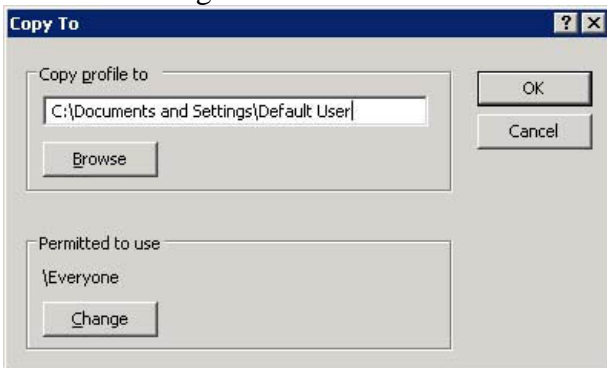 Copy To
Copy profile to
OK
C:\Documents and Settings\Default User
Cancel
Browse
Permitted to use
\Everyone
Change